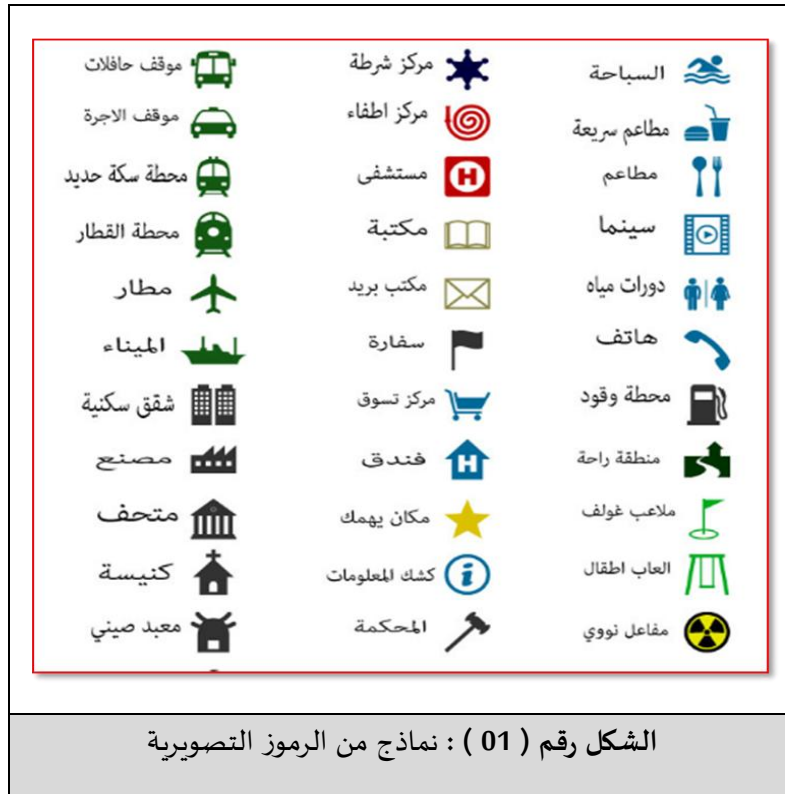 السباحة
مركز شرطة
موقف حافلات
مطاعم سريعة
مركز اطفاء
موقف الاجرة
مطاعم
مستشفى
محطة سكة حديد
سينما
مكتبة
محطة القطار
دورات مياه
مكتب بريد
مطار
هاتف
سفارة
الميناء
محطة وقود
مركز تسوق
شقق سكنية
منطقة راحة
فندق
مصنع
ملاعب غولف
مكان يهمك
متحف
العاب اطقال
كشك المعلومات
كنيسة
مفاعل نووي
المحكمة
معبد صيني
الشكل رقم ( 01 ) : نماذج من الرموز التصويرية